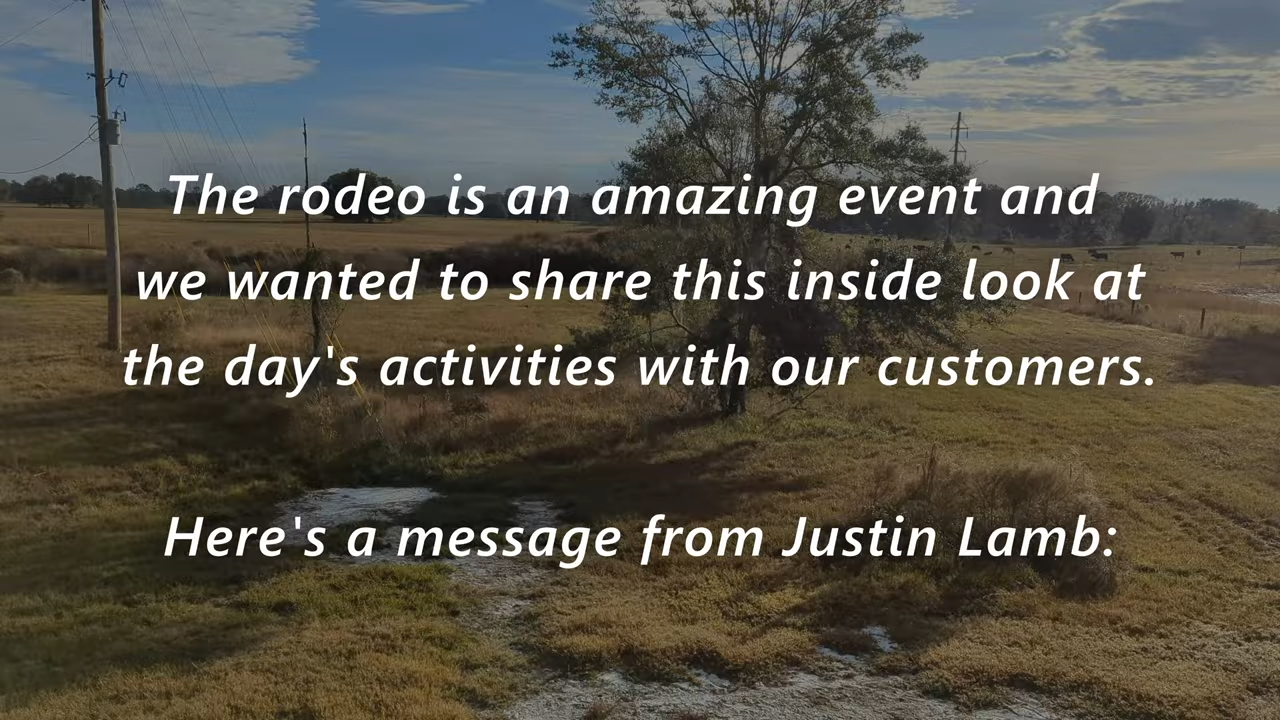 The rodeo is an amazing event and
we wanted to share this inside look at
the day's activities with our customers.
Here's a message from Justin Lamb: